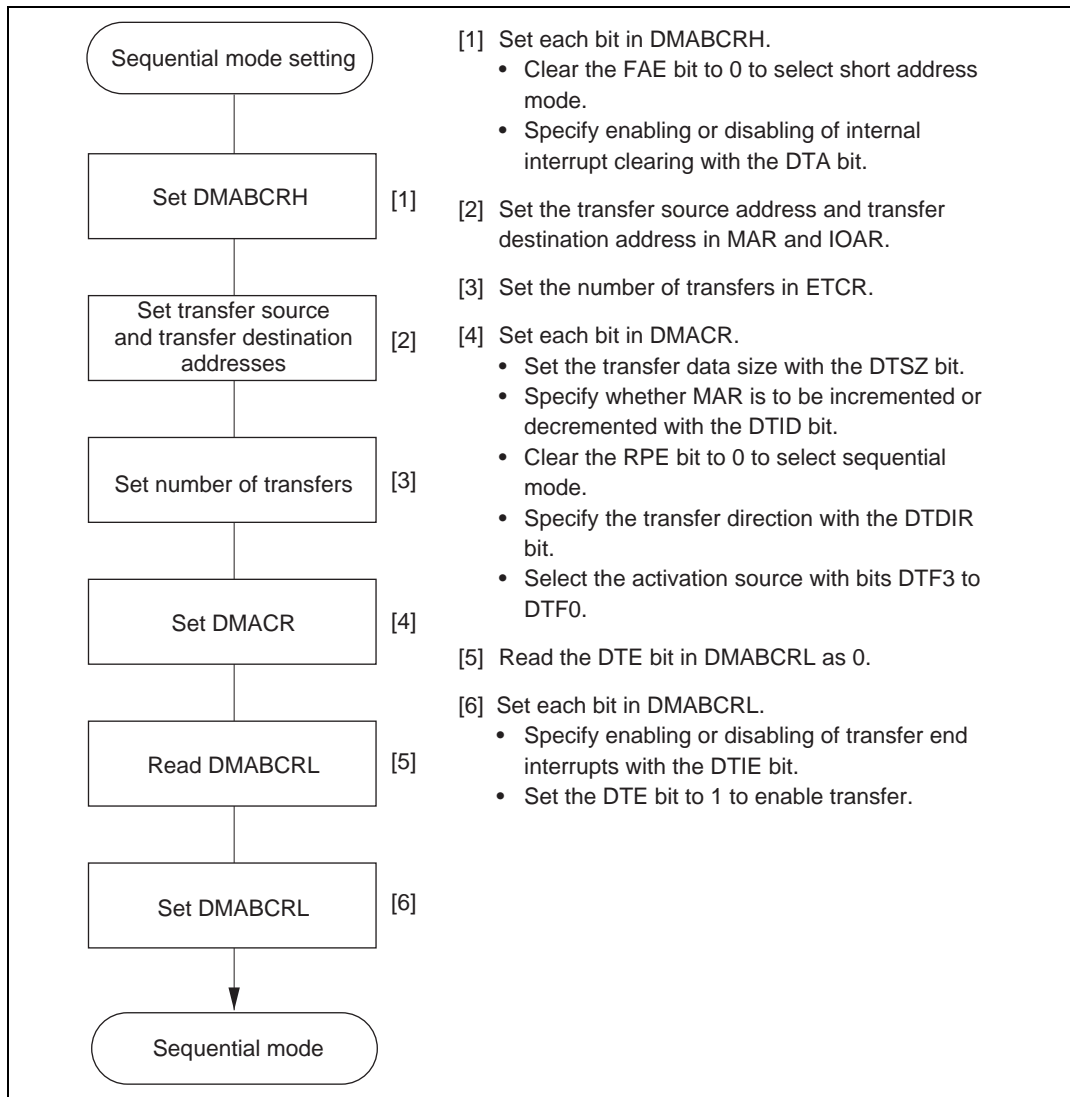 Sequential mode setting
Set DMABCRH
[1]
Set transfer source
and transfer destination
addresses
[2]
Set number of transfers
[3]
Set DMACR
[4]
Read DMABCRL
[5]
Set DMABCRL
[6]
Sequential mode
[1] Set each bit in DMABCRH.
• Clear the FAE bit to 0 to select short address
mode.
• Specify enabling or disabling of internal
interrupt clearing with the DTA bit.
[2] Set the transfer source address and transfer
destination address in MAR and IOAR.
[3] Set the number of transfers in ETCR.
[4] Set each bit in DMACR.
• Set the transfer data size with the DTSZ bit.
• Specify whether MAR is to be incremented or
decremented with the DTID bit.
• Clear the RPE bit to 0 to select sequential
mode.
• Specify the transfer direction with the DTDIR
bit.
• Select the activation source with bits DTF3 to
DTF0.
[5] Read the DTE bit in DMABCRL as 0.
[6] Set each bit in DMABCRL.
• Specify enabling or disabling of transfer end
interrupts with the DTIE bit.
• Set the DTE bit to 1 to enable transfer.